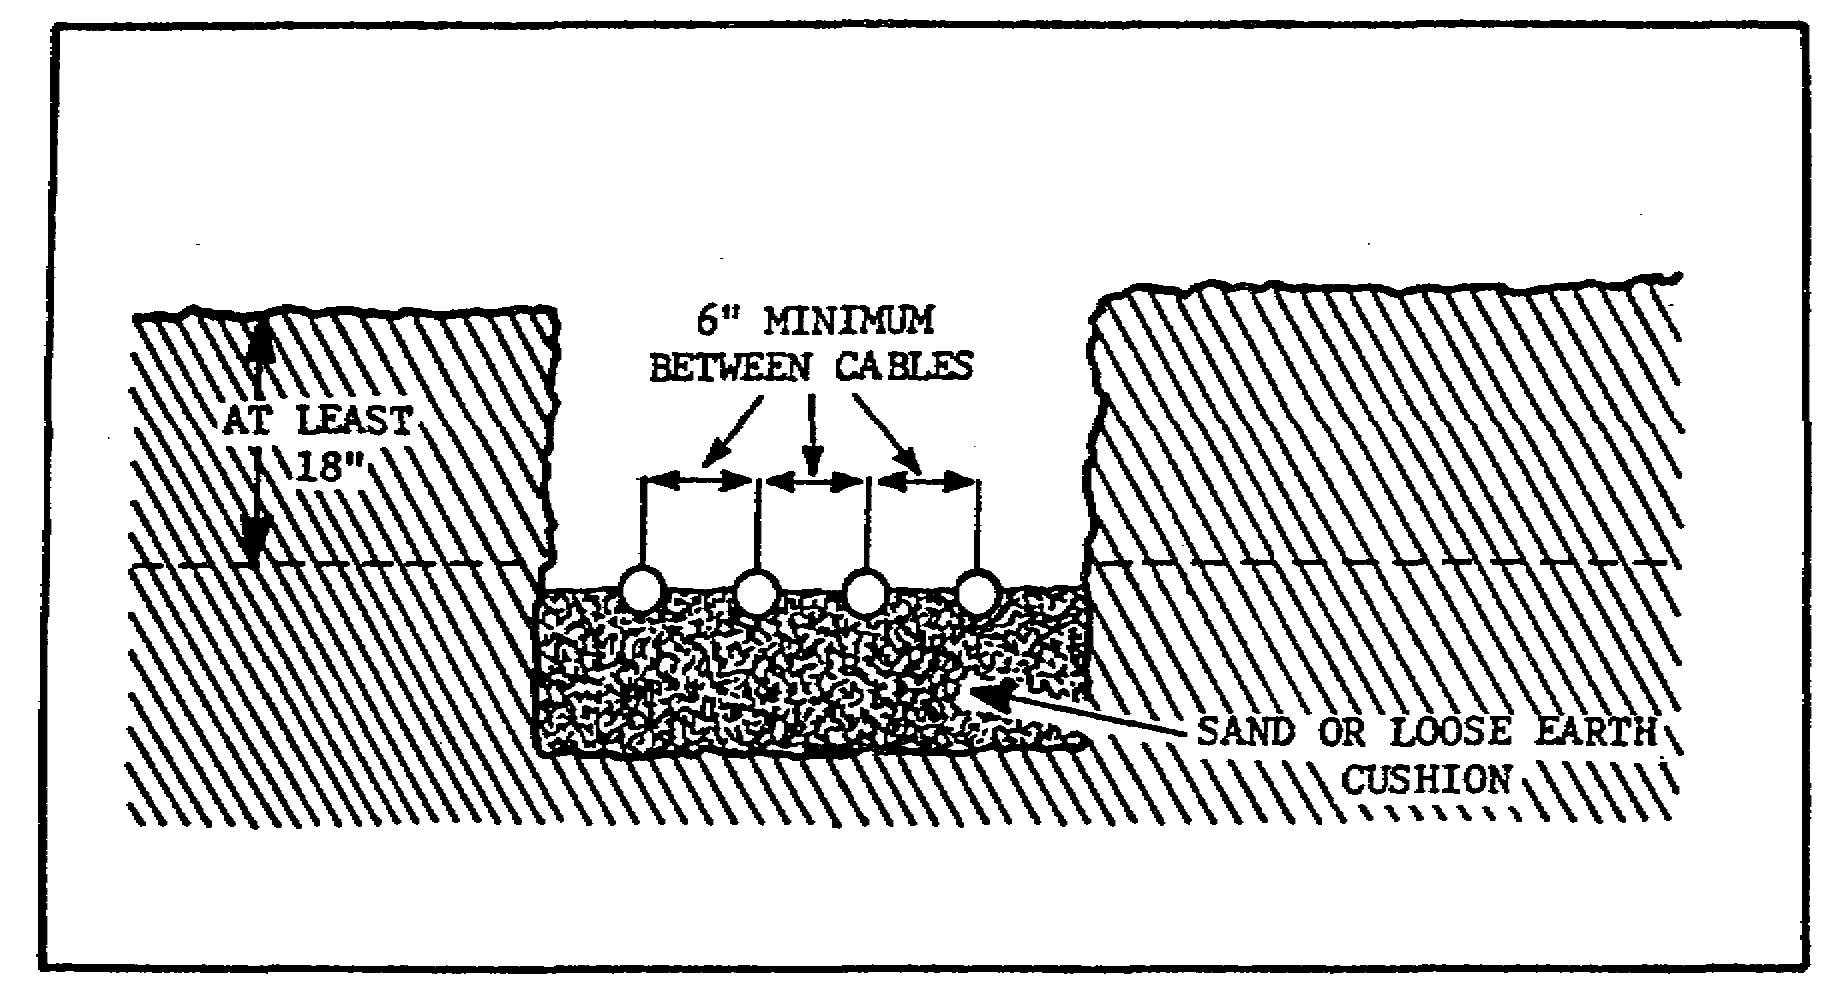 6" MINIMUM
BETWEEN CABLES
AT LEAST
18"
SAND OR LOOSE EARTH
CUSHION